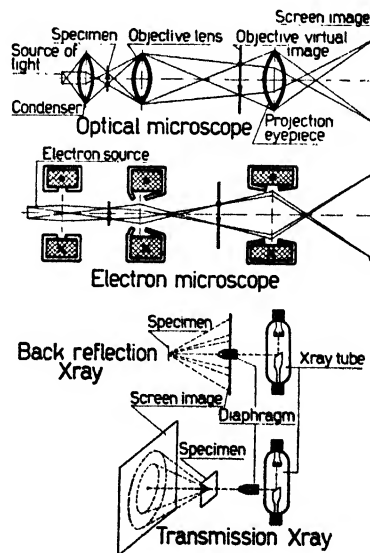 Screen image
Specimen
Objective lens
Objective virtual
image
Source of
light
Condenser
Projection
eyepiece
Optical microscope
Electron source
Electron microscope
Specimen
Back reflection
Xray
Xray tube
Screen image
Diaphragm
Specimen
Transmission Xray